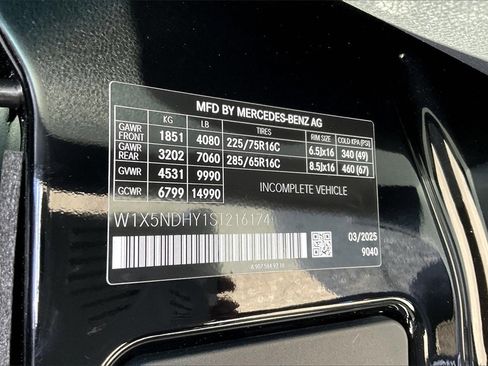 MFD BY MERCEDES-BENZ AG
KG LB TIRES RIM SIZE COLD KPA (PSI)
GAWR FRONT 1851 4080 225/75R16C 6.5Jx16 340 (49)
GAWR REAR 3202 7060 285/65R16C 8.5Jx16 460 (67)
GVWR 4531 9990
GCWR 6799 14990 INCOMPLETE VEHICLE
03/2025
9040